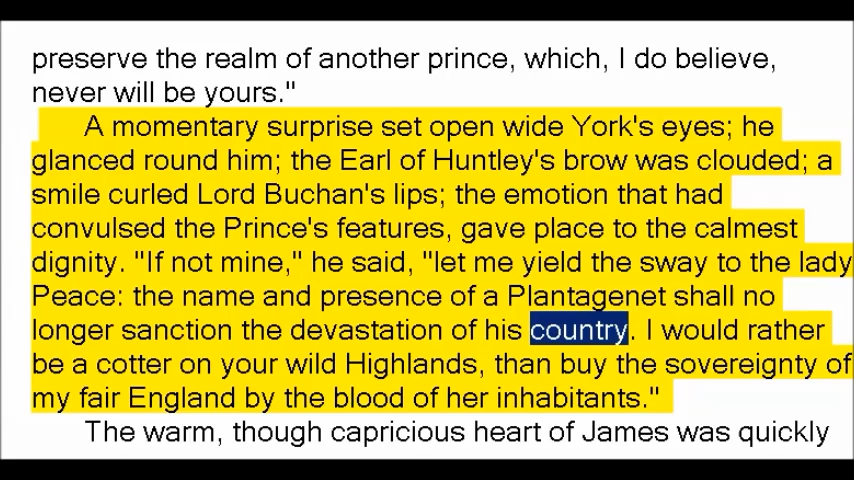 preserve the realm of another prince, which, I do believe,
never will be yours."
A momentary surprise set open wide York's eyes; he
glanced round him; the Earl of Huntley's brow was clouded; a
smile curled Lord Buchan's lips; the emotion that had
convulsed the Prince's features, gave place to the calmest
dignity. "If not mine," he said, "let me yield the sway to the lady
Peace: the name and presence of a Plantagenet shall no
longer sanction the devastation of his country. I would rather
be a cotter on your wild Highlands, than buy the sovereignty of
my fair England by the blood of her inhabitants."
The warm, though capricious heart of James was quickly